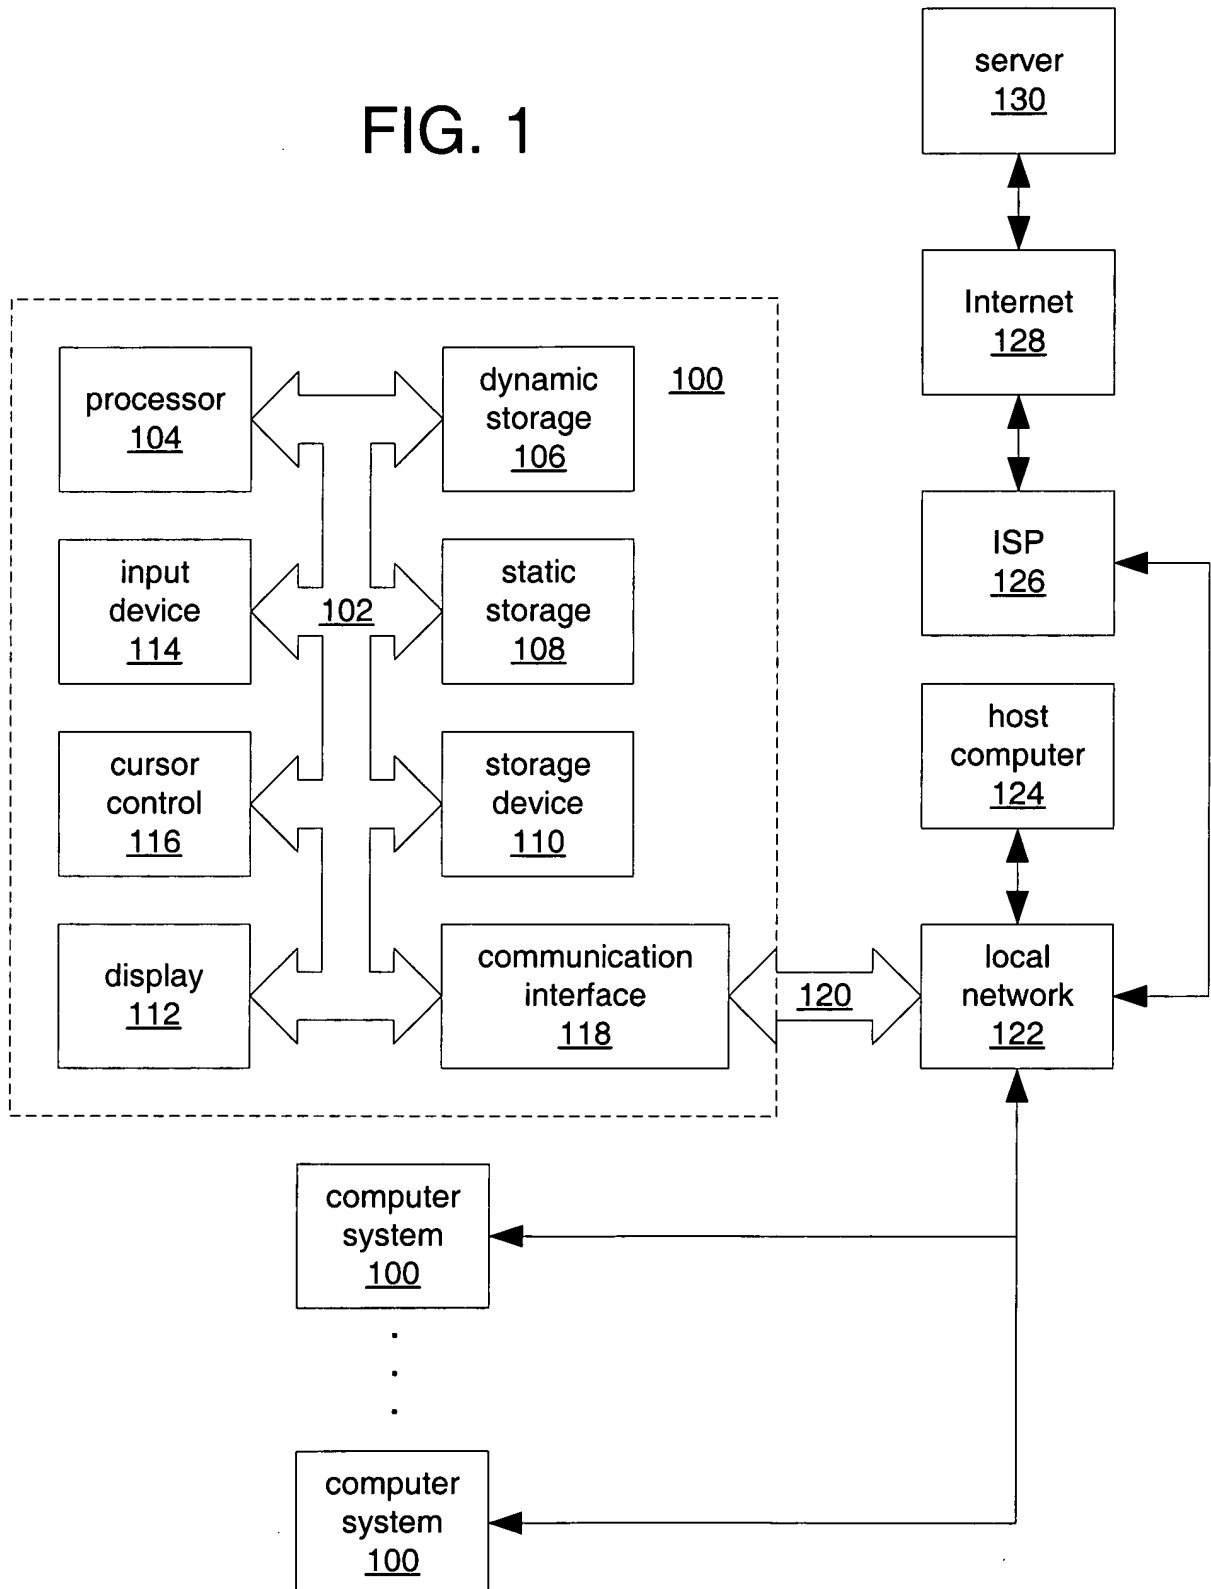 FIG. 1
server
130
Internet
128
processor
104
dynamic
storage
106
100
ISP
126
input
device
114
102
static
storage
108
host
computer
124
cursor
control
116
storage
device
110
display
112
communication
interface
118
120
local
network
122
computer
system
100
.
.
.
computer
system
100